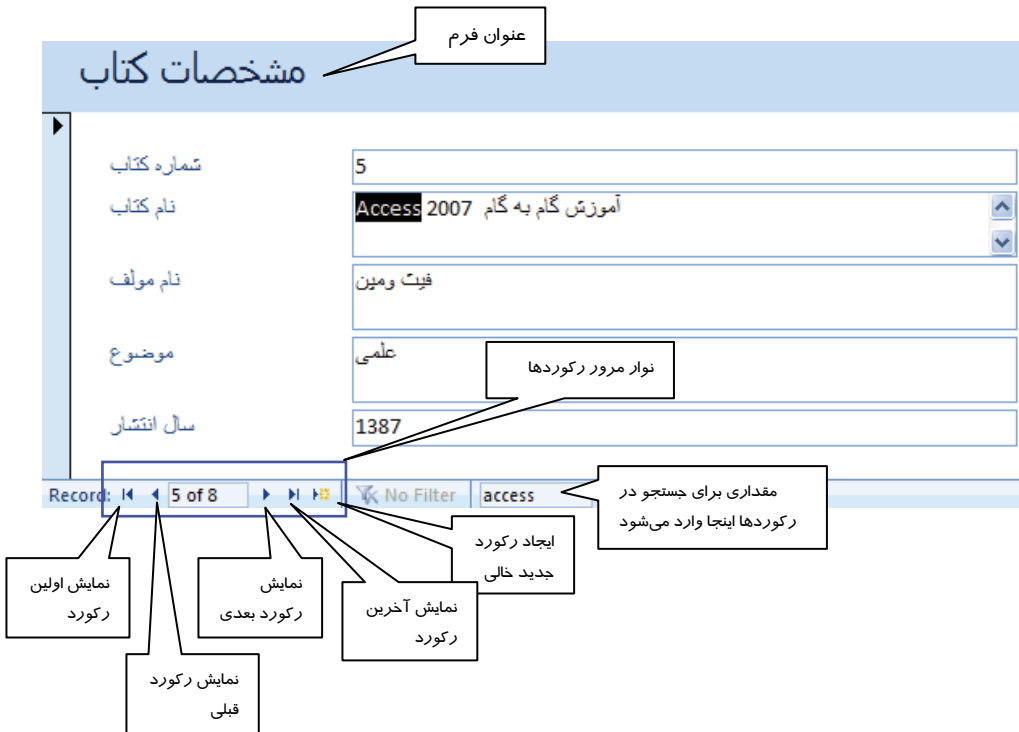 عنوان فرم
مشخصات کتاب
شماره کتاب
5
نام کتاب
آموزش گام به گام Access 2007
نام مولف
فیت ومین
موضوع
علمی
نوار مرور رکوردها
سال انتشار
1387
Record: 5 of 8 No Filter access
مقداری برای جستجو در
رکوردها اینجا وارد می‌شود
ایجاد رکورد
جدید خالی
نمایش اولین
رکورد
نمایش
رکورد بعدی
نمایش آخرین
رکورد
نمایش رکورد
قبلی